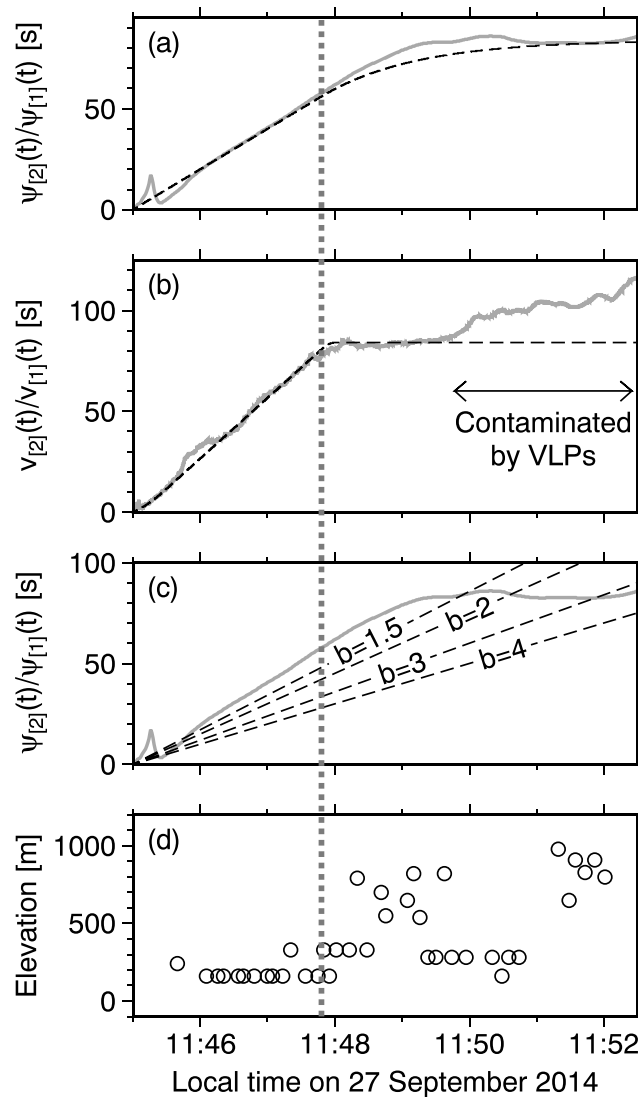 (a)
ψ[2](t)/ψ[1](t) [s]
50
0
(b)
v[2](t)/v[1](t) [s]
100
50
0
Contaminated
by VLPs
(c)
ψ[2](t)/ψ[1](t) [s]
100
50
0
b=1.5
b=2
b=3
b=4
(d)
Elevation [m]
1000
500
0
11:46 11:48 11:50 11:52
Local time on 27 September 2014